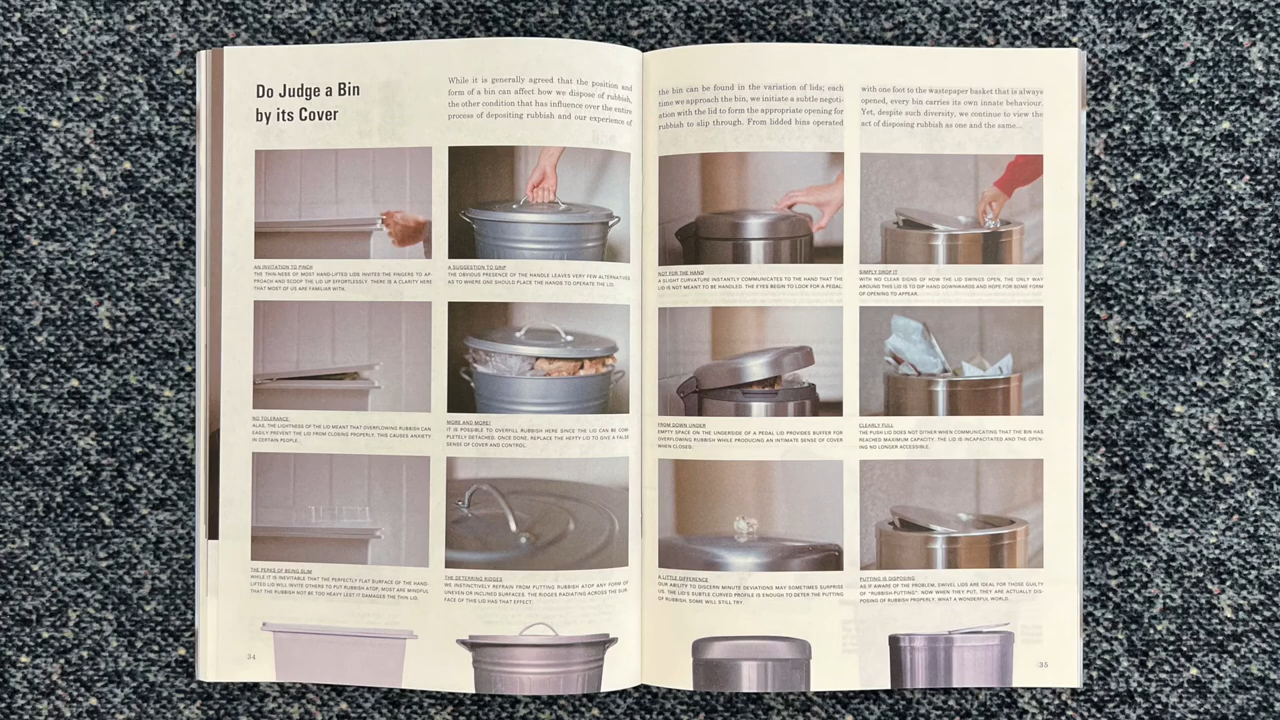 Do Judge a Bin
by its Cover
While it is generally agreed that the position and
form of a bin can affect how we dispose of rubbish,
the other condition that has influence over the entire
process of depositing rubbish and our experience of
the bin can be found in the variation of lids; each
time we approach the bin, we initiate a subtle negoti-
ation with the lid to form the appropriate opening for
rubbish to slip through. From lidded bins operated
with one foot to the wastepaper basket that is always
opened, every bin carries its own innate behaviour.
Yet, despite such diversity, we continue to view the
act of disposing rubbish as one and the same...
AN INVITATION TO PINCH
THE THIN-NESS OF MOST HAND-LIFTED LIDS INVITES THE FINGERS TO AP-
PROACH AND SCOOP THE LID UP EFFORTLESSLY. THERE IS A CLARITY HERE
THAT MOST OF US ARE FAMILIAR WITH.
A SUGGESTION TO GRIP
THE OBVIOUS PRESENCE OF THE HANDLE LEAVES VERY FEW ALTERNATIVES
AS TO WHERE ONE SHOULD PLACE THE HANDS TO OPERATE THE LID.
NOT FOR THE HAND
A SLIGHT CURVATURE INSTANTLY COMMUNICATES TO THE HAND THAT THE
LID IS NOT MEANT TO BE HANDLED. THE EYES BEGIN TO LOOK FOR A PEDAL.
SIMPLY DROP IT
WITH NO CLEAR SIGNS OF HOW THE LID SWINGS OPEN, THE ONLY WAY
AROUND THIS LID IS TO DIP HAND DOWNWARDS AND HOPE FOR SOME FORM
OF OPENING TO APPEAR.
NO TOLERANCE
ALAS, THE LIGHTNESS OF THE LID MEANT THAT OVERFLOWING RUBBISH CAN
EASILY PREVENT THE LID FROM CLOSING PROPERLY. THIS CAUSES ANXIETY
IN CERTAIN PEOPLE.
MORE AND MORE!
IT IS POSSIBLE TO OVERFILL RUBBISH HERE SINCE THE LID CAN BE COM-
PLETELY DETACHED. ONCE DONE, REPLACE THE HEFTY LID TO GIVE A FALSE
SENSE OF COVER AND CONTROL.
FROM DOWN UNDER
EMPTY SPACE ON THE UNDERSIDE OF A PEDAL LID PROVIDES BUFFER FOR
OVERFLOWING RUBBISH WHILE PRODUCING AN INTIMATE SENSE OF COVER
WHEN CLOSED.
CLEARLY FULL
THE PUSH LID DOES NOT DITHER WHEN COMMUNICATING THAT THE BIN HAS
REACHED MAXIMUM CAPACITY. THE LID IS INCAPACITATED AND THE OPEN-
ING NO LONGER ACCESSIBLE.
THE PERKS OF BEING SLIM
WHILE IT IS INEVITABLE THAT THE PERFECTLY FLAT SURFACE OF THE HAND-
LIFTED LID WILL INVITE OTHERS TO PUT RUBBISH ATOP, MOST ARE MINDFUL
THAT THE RUBBISH NOT BE TOO HEAVY LEST IT DAMAGES THE THIN LID.
THE DETERRING RIDGES
WE INSTINCTIVELY REFRAIN FROM PUTTING RUBBISH ATOP ANY FORM OF
UNEVEN OR INCLINED SURFACES. THE RIDGES RADIATING ACROSS THE SUR-
FACE OF THIS LID HAS THAT EFFECT.
A LITTLE DIFFERENCE
OUR ABILITY TO DISCERN MINUTE DEVIATIONS MAY SOMETIMES SURPRISE
US. THE LID'S SUBTLE CURVED PROFILE IS ENOUGH TO DETER THE PUTTING
OF RUBBISH. SOME WILL STILL TRY.
PUTTING IS DISPOSING
AS IF AWARE OF THE PROBLEM, SWIVEL LIDS ARE IDEAL FOR THOSE GUILTY
OF "RUBBISH-PUTTING". NOW WHEN THEY PUT, THEY ARE ACTUALLY DIS-
POSING OF RUBBISH PROPERLY. WHAT A WONDERFUL WORLD.
34
35